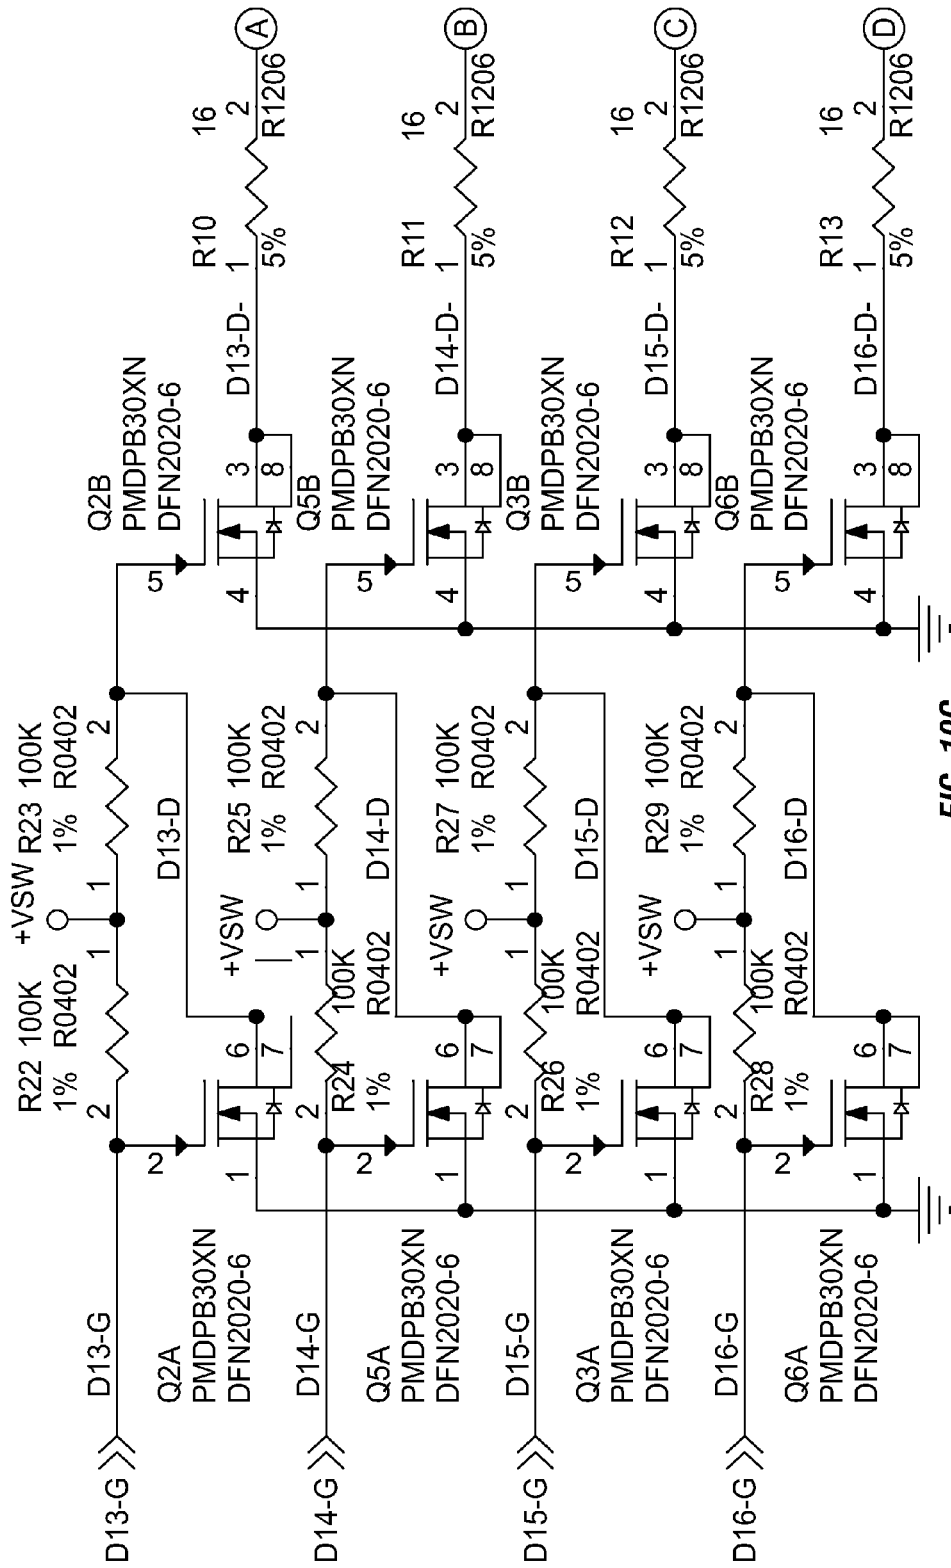 D13-G
D13-G
Q2A
PMDPB30XN
DFN2020-6
2
1
6
7
R22 100K
1% R0402
2
1
+VSW
R23 100K
1% R0402
1
2
D13-D
Q2B
PMDPB30XN
DFN2020-6
5
4
3
8
D13-D-
R10
16
1
2
5%
R1206
A
D14-G
D14-G
Q5A
PMDPB30XN
DFN2020-6
2
1
6
7
R24
100K
1%
R0402
2
1
+VSW
R25 100K
1% R0402
1
2
D14-D
Q5B
PMDPB30XN
DFN2020-6
5
4
3
8
D14-D-
R11
16
1
2
5%
R1206
B
D15-G
D15-G
Q3A
PMDPB30XN
DFN2020-6
2
1
6
7
R26
100K
1%
R0402
2
1
+VSW
R27 100K
1% R0402
1
2
D15-D
Q3B
PMDPB30XN
DFN2020-6
5
4
3
8
D15-D-
R12
16
1
2
5%
R1206
C
D16-G
D16-G
Q6A
PMDPB30XN
DFN2020-6
2
1
6
7
R28
100K
1%
R0402
2
1
+VSW
R29 100K
1% R0402
1
2
D16-D
Q6B
PMDPB30XN
DFN2020-6
5
4
3
8
D16-D-
R13
16
1
2
5%
R1206
D